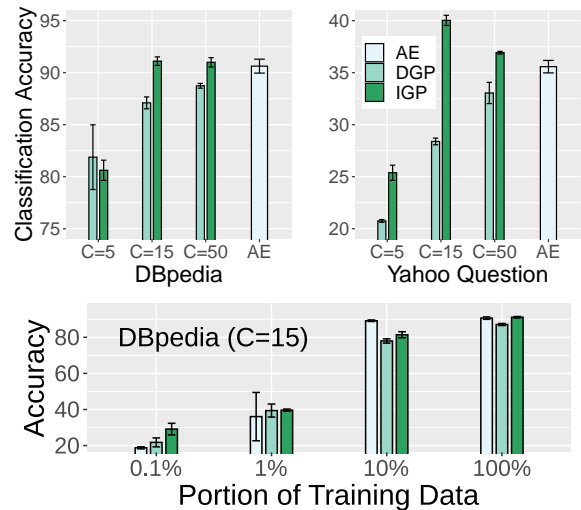 Classification Accuracy
95
90
85
80
75
C=5 C=15 C=50 AE
DBpedia
40
35
30
25
20
AE
DGP
IGP
C=5 C=15 C=50 AE
Yahoo Question
Accuracy
80
60
40
20
DBpedia (C=15)
0.1% 1% 10% 100%
Portion of Training Data